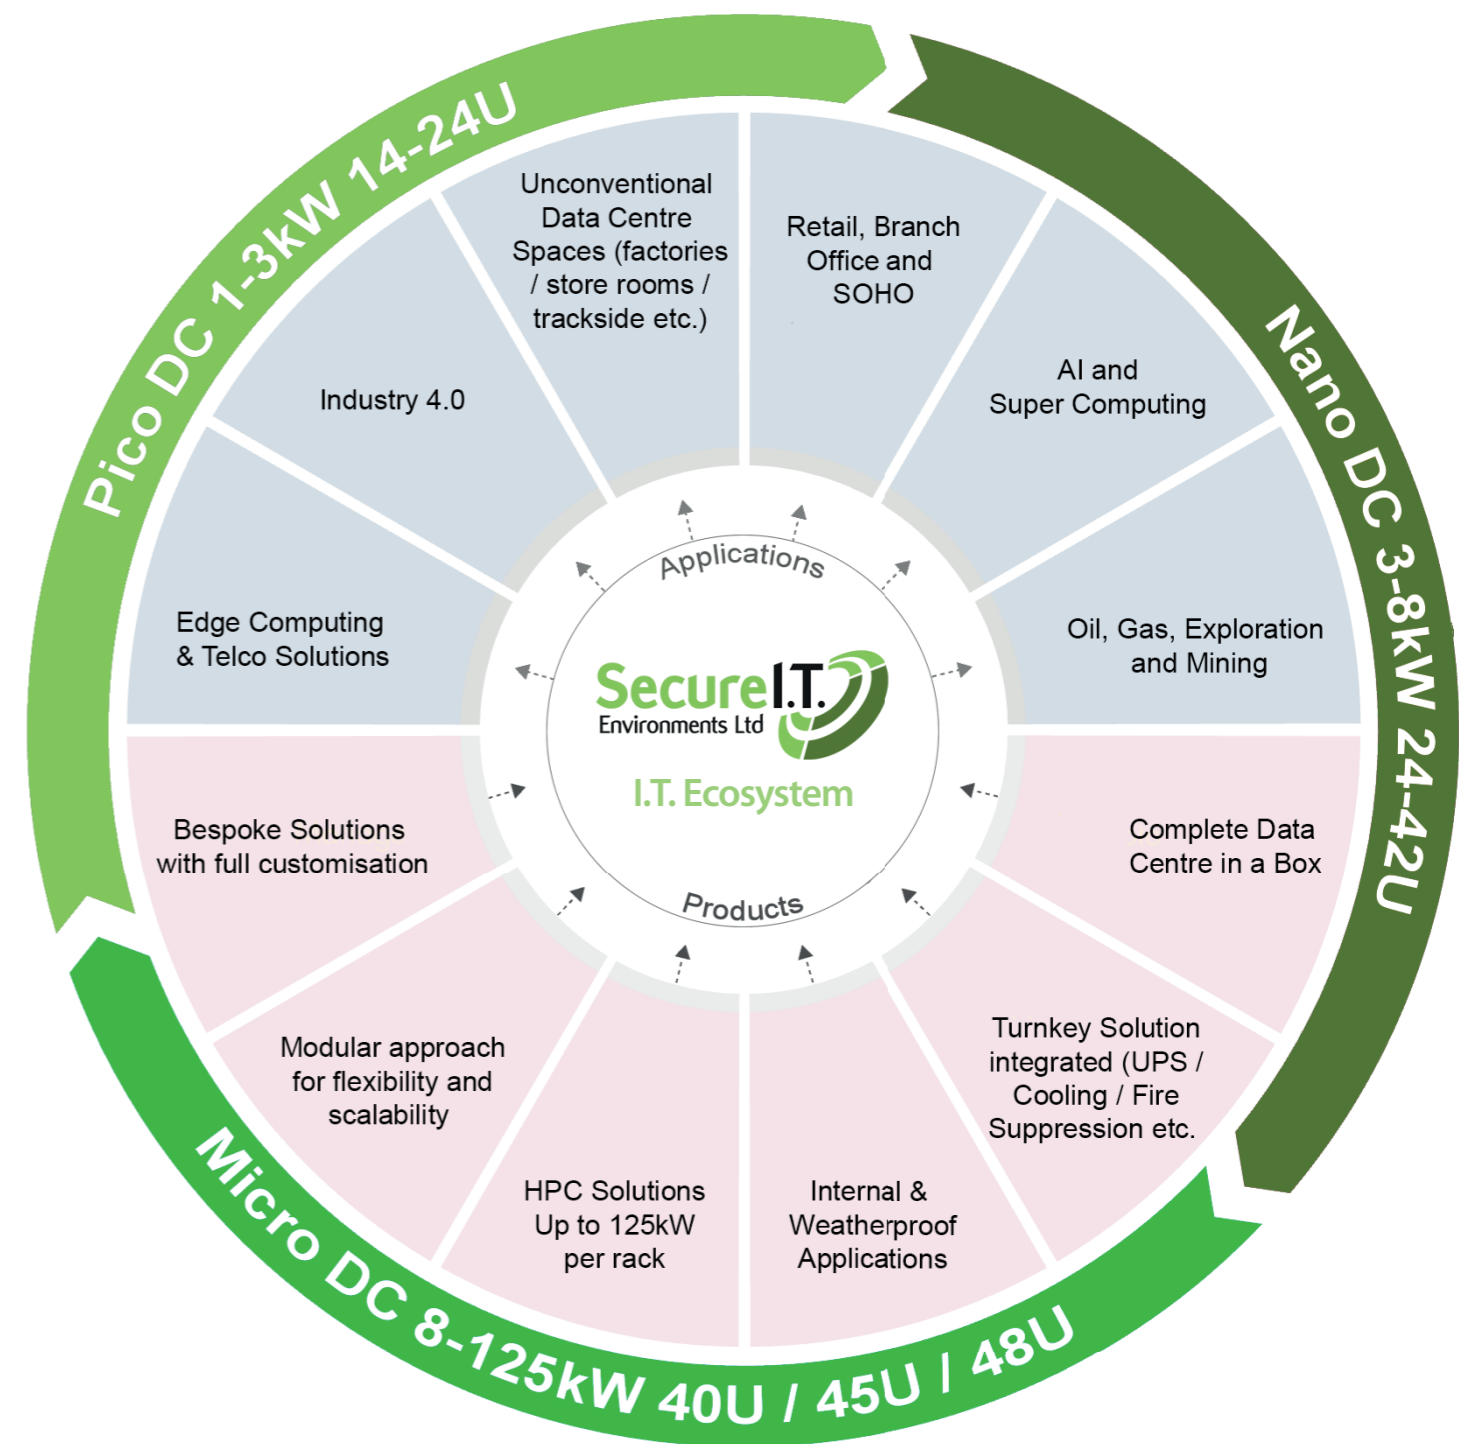 Pico DC 1-3kW 14-24U
Nano DC 3-8kW 24-42U
Micro DC 8-125kW 40U / 45U / 48U
Unconventional
Data Centre
Spaces (factories
/ store rooms /
trackside etc.)
Retail, Branch
Office and
SOHO
AI and
Super Computing
Oil, Gas, Exploration
and Mining
Industry 4.0
Edge Computing
& Telco Solutions
Applications
SecureI.T.
Environments Ltd
I.T. Ecosystem
Products
Bespoke Solutions
with full customisation
Modular approach
for flexibility and
scalability
HPC Solutions
Up to 125kW
per rack
Internal &
Weatherproof
Applications
Turnkey Solution
integrated (UPS /
Cooling / Fire
Suppression etc.
Complete Data
Centre in a Box